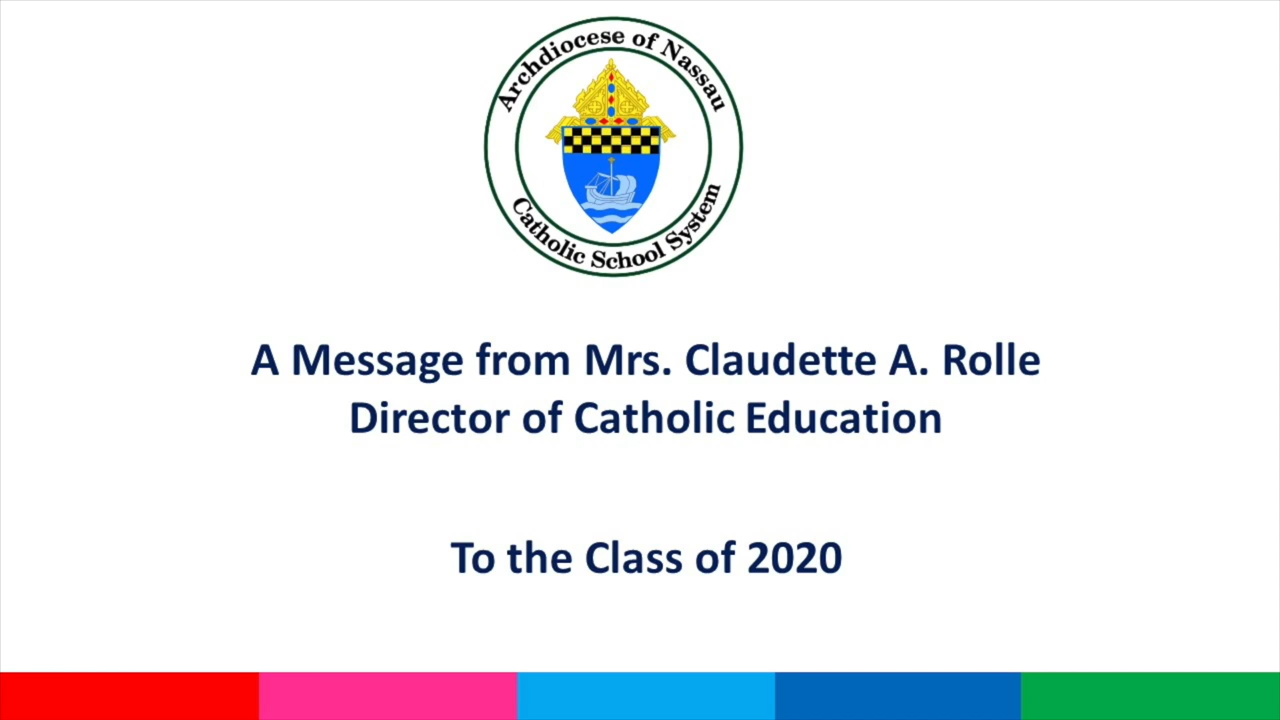 Archdiocese of Nassau
Catholic School System
A Message from Mrs. Claudette A. Rolle
Director of Catholic Education
To the Class of 2020